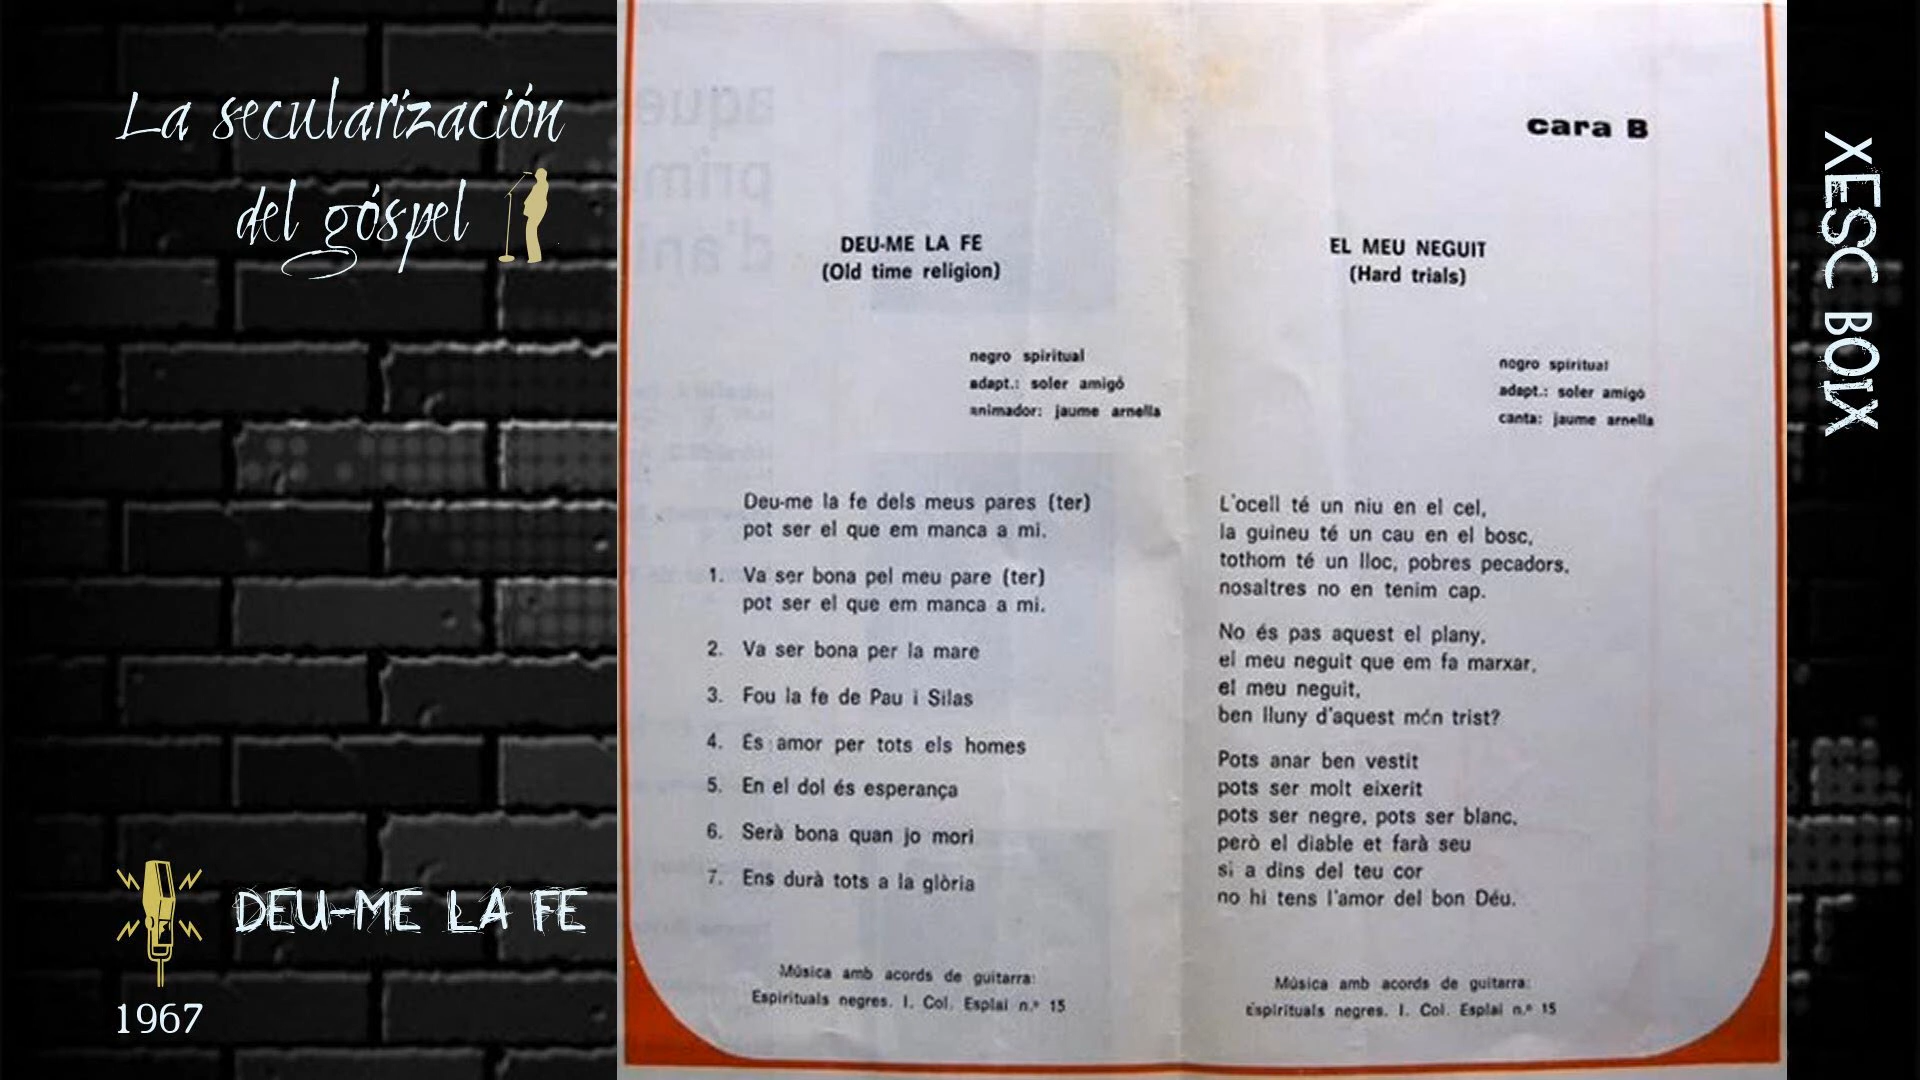 La secularización
del góspel
DEU-ME LA FE
1967
XESC BOIX
DEU-ME LA FE
(Old time religion)
negro spiritual
adapt.: soler amigó
animador: jaume arnella
Deu-me la fe dels meus pares (ter)
pot ser el que em manca a mi.
1. Va ser bona pel meu pare (ter)
pot ser el que em manca a mi.
2. Va ser bona per la mare
3. Fou la fe de Pau i Silas
4. És amor per tots els homes
5. En el dol és esperança
6. Serà bona quan jo mori
7. Ens durà tots a la glòria
Música amb acords de guitarra:
Espirituals negres. I. Col. Esplai n.º 15
cara B
EL MEU NEGUIT
(Hard trials)
negro spiritual
adapt.: soler amigó
canta: jaume arnella
L'ocell té un niu en el cel,
la guineu té un cau en el bosc,
tothom té un lloc, pobres pecadors,
nosaltres no en tenim cap.
No és pas aquest el plany,
el meu neguit que em fa marxar,
el meu neguit,
ben lluny d'aquest món trist?
Pots anar ben vestit
pots ser molt eixerit
pots ser negre, pots ser blanc,
però el diable et farà seu
si a dins del teu cor
no hi tens l'amor del bon Déu.
Música amb acords de guitarra:
Espirituals negres. I. Col. Esplai n.º 15